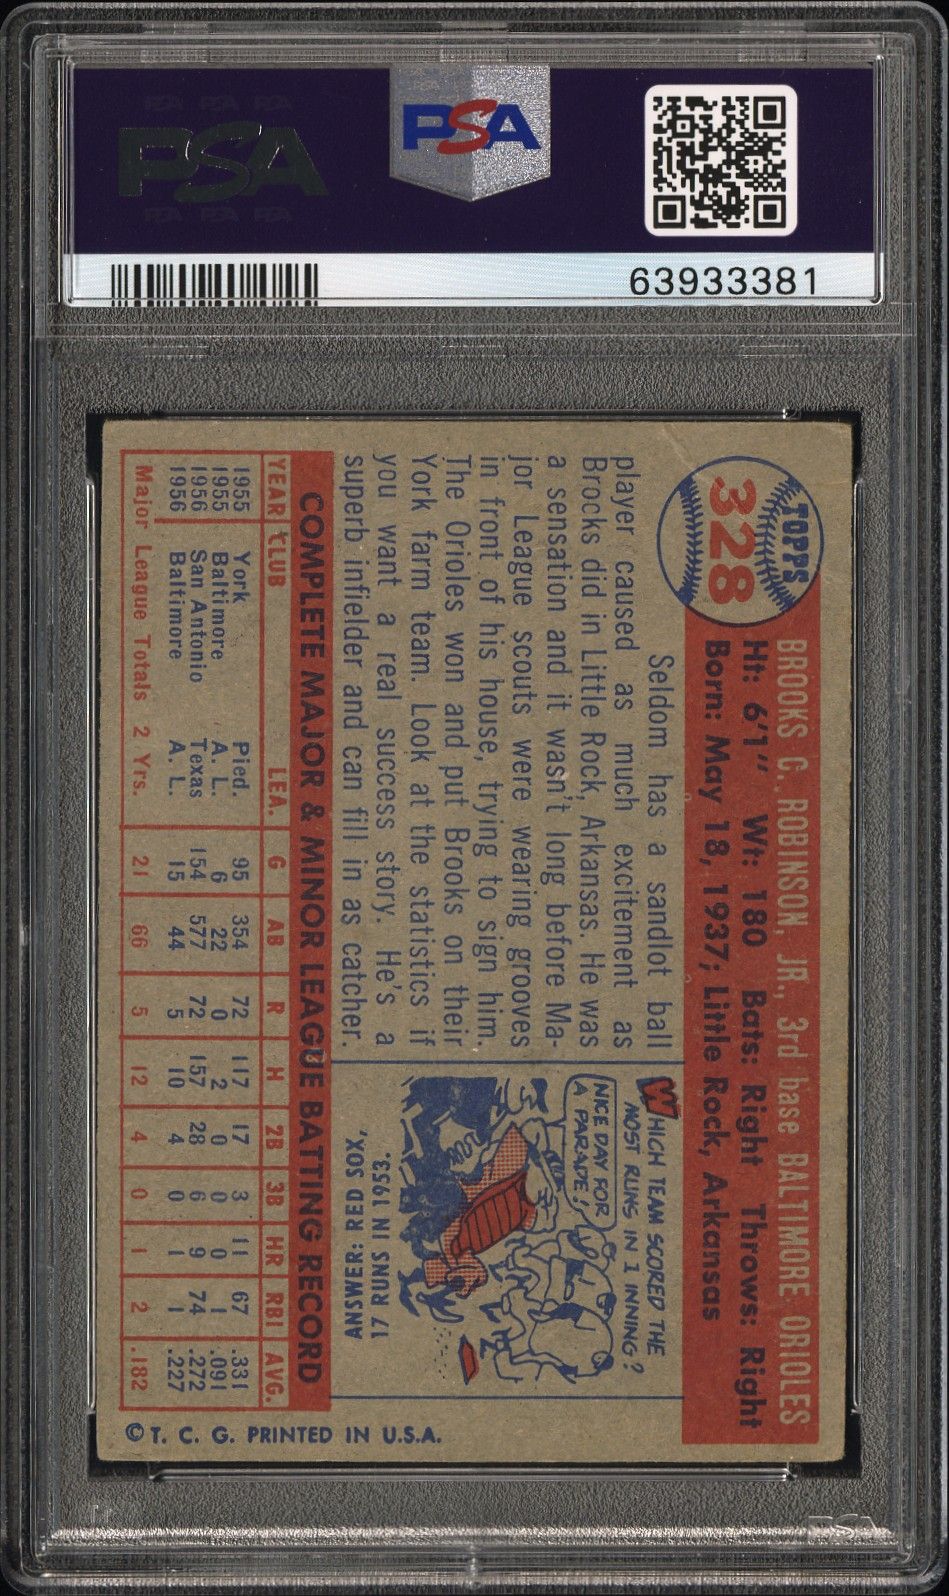 PSA PSA PSA
PSA
PSA PSA PSA
PSA
63933381
TOPPS
328
BROOKS C. ROBINSON, JR., 3rd base BALTIMORE ORIOLES
Ht: 6'1" Wt: 180 Bats: Right Throws: Right
Born: May 18, 1937; Little Rock, Arkansas
Seldom has a sandlot ball
player caused as much excitement as
Brocks did in Little Rock, Arkansas. He was
a sensation and it wasn't long before Ma-
jor League scouts were wearing grooves
in front of his house, trying to sign him.
The Orioles won and put Brooks on their
York farm team. Look at the statistics if
you want a real success story. He's a
superb infielder and can fill in as catcher.
WHICH TEAM SCORED THE
MOST RUNS IN 1 INNING?
NICE DAY FOR
A PARADE!
ANSWER: RED SOX,
17 RUNS IN 1953.
COMPLETE MAJOR & MINOR LEAGUE BATTING RECORD
YEAR CLUB LEA. G AB R H 2B 3B HR RBI AVG.
1955 York Pied. 95 354 72 117 17 3 11 67 .331
1955 Baltimore A. L. 6 22 0 2 0 0 0 1 .091
1956 San Antonio Texas 154 577 72 157 28 6 9 74 .272
1956 Baltimore A. L. 15 44 5 10 4 0 1 1 .227
Major League Totals 2 Yrs. 21 66 5 12 4 0 1 2 .182
© T. C. G. PRINTED IN U.S.A.
PSA